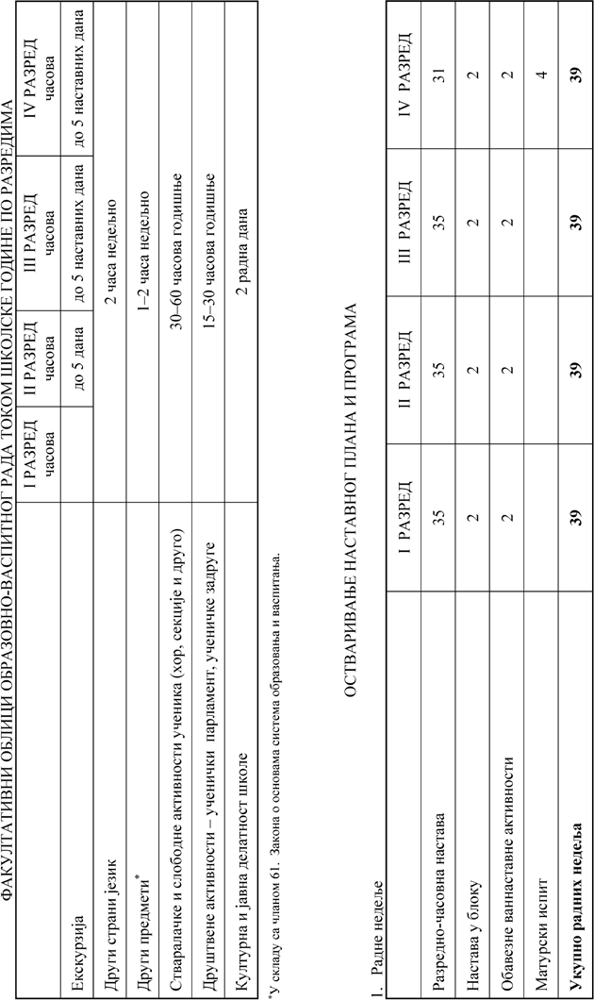 ФАКУЛТАТИВНИ ОБЛИЦИ ОБРАЗОВНО-ВАСПИТНОГ РАДА ТОКОМ ШКОЛСКЕ ГОДИНЕ ПО РАЗРЕДИМА
I РАЗРЕД часова II РАЗРЕД часова III РАЗРЕД часова IV РАЗРЕД часова
Екскурзија до 5 дана до 5 наставних дана до 5 наставних дана
Други страни језик 2 часа недељно
Други предмети* 1–2 часа недељно
Стваралачке и слободне активности ученика (хор, секције и друго) 30–60 часова годишње
Друштвене активности – ученички парламент, ученичке задруге 15–30 часова годишње
Културна и јавна делатност школе 2 радна дана
*У складу са чланом 61. Закона о основама система образовања и васпитања.
ОСТВАРИВАЊЕ НАСТАВНОГ ПЛАНА И ПРОГРАМА
1. Радне недеље
I РАЗРЕД II РАЗРЕД III РАЗРЕД IV РАЗРЕД
Разредно-часовна настава 35 35 35 31
Настава у блоку 2 2 2 2
Обавезне ваннаставне активности 2 2 2 2
Матурски испит 4
Укупно радних недеља 39 39 39 39